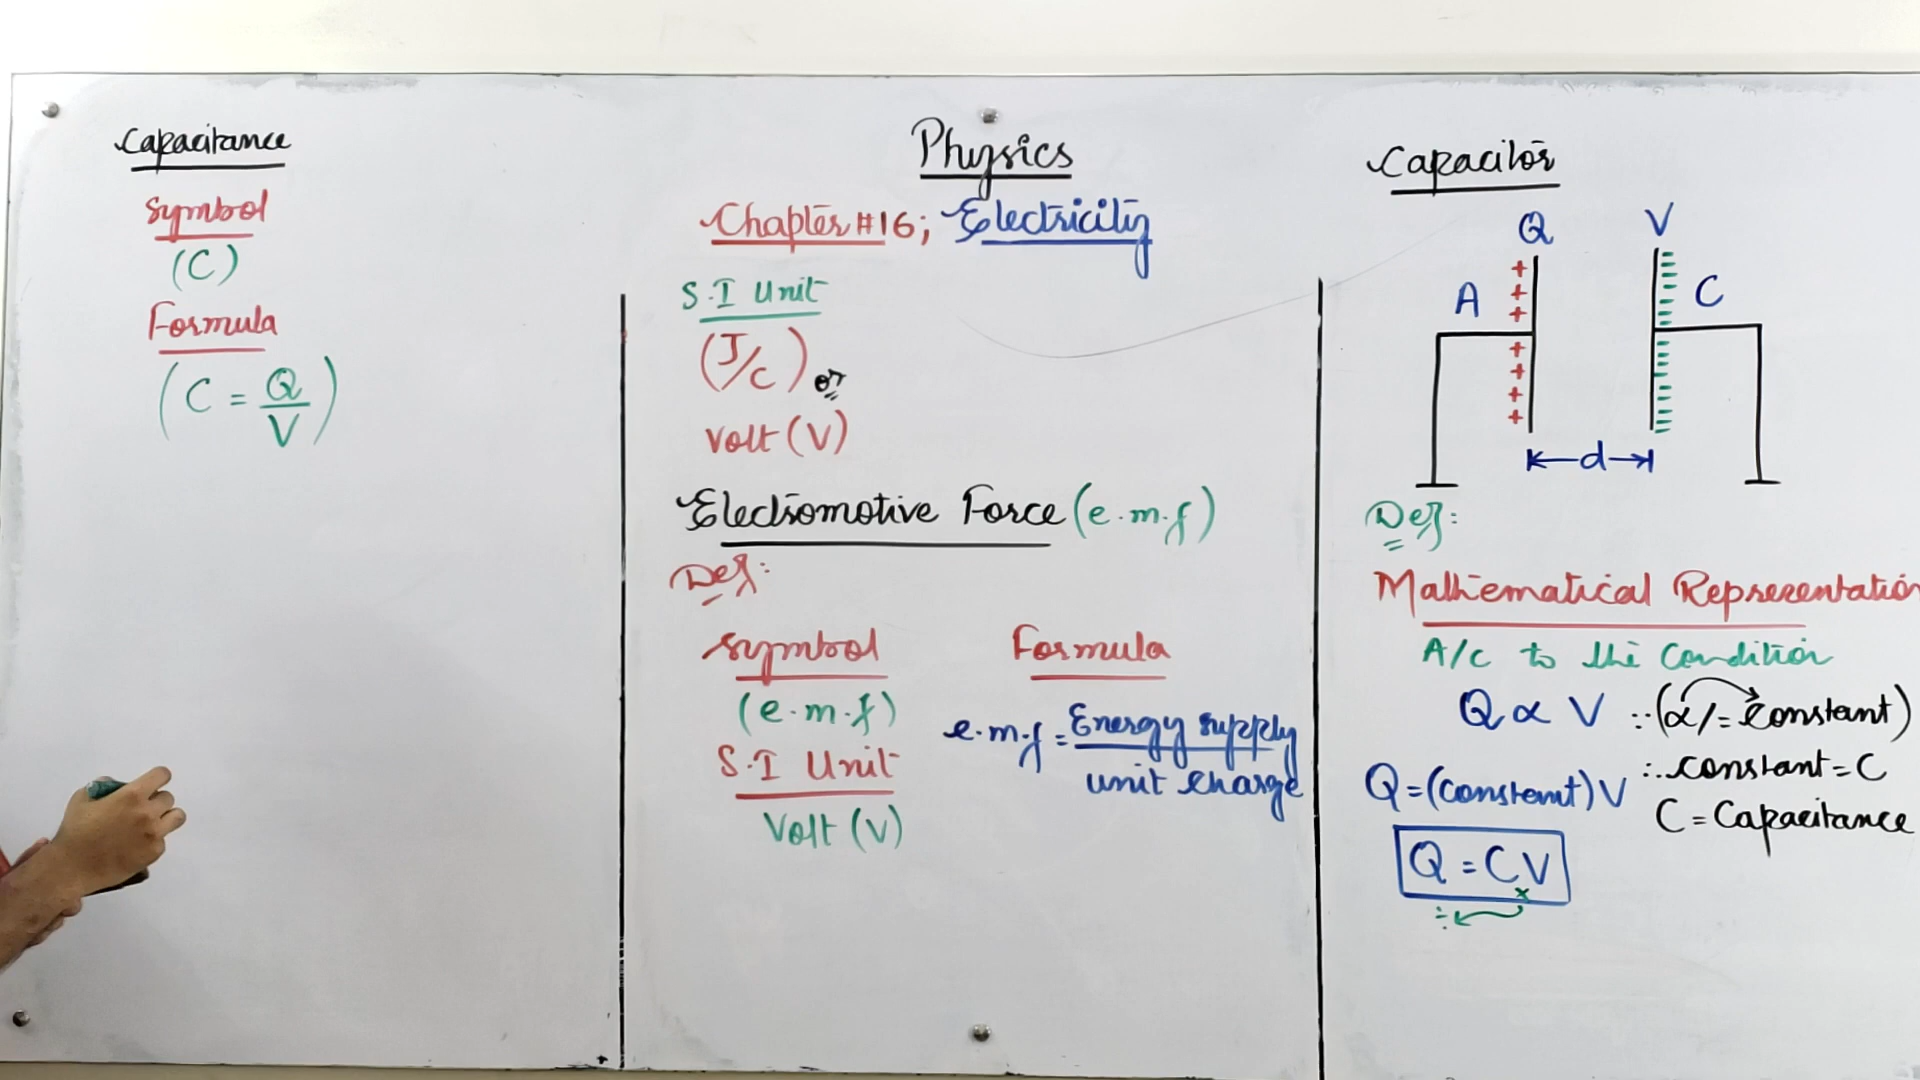 Physics
Chapter #16; Electricity
Capacitance
Symbol
(C)
Formula
(C = Q/V)
S.I Unit
(J/C) or
Volt (V)
Electromotive Force (e.m.f)
Def:
Symbol
(e.m.f)
S.I Unit
Volt (V)
Formula
e.m.f = Energy supply / unit charge
Capacitor
Q V
A C
+ + + + + + +
d
Def:
Mathematical Representation
A/c to the Condition
Q ∝ V ∵ (∝/= constant)
Q = (constant) V ∴ constant = C
C = Capacitance
Q = CV
× ÷